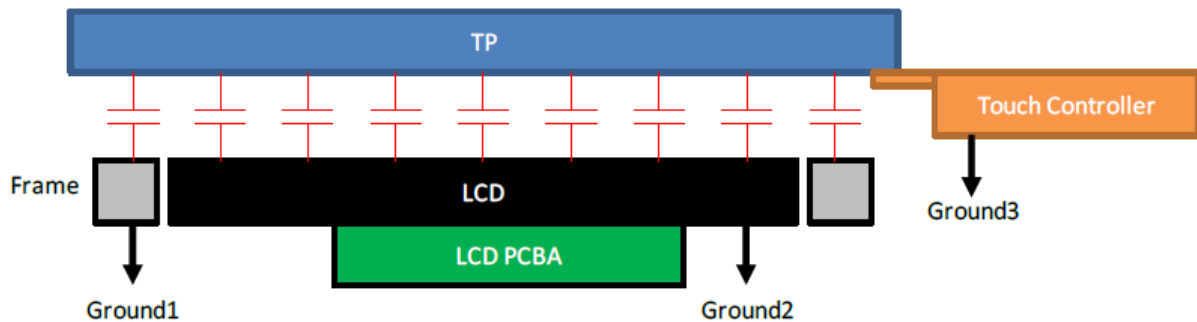 TP
Touch Controller
Frame
LCD
Ground3
LCD PCBA
Ground1
Ground2